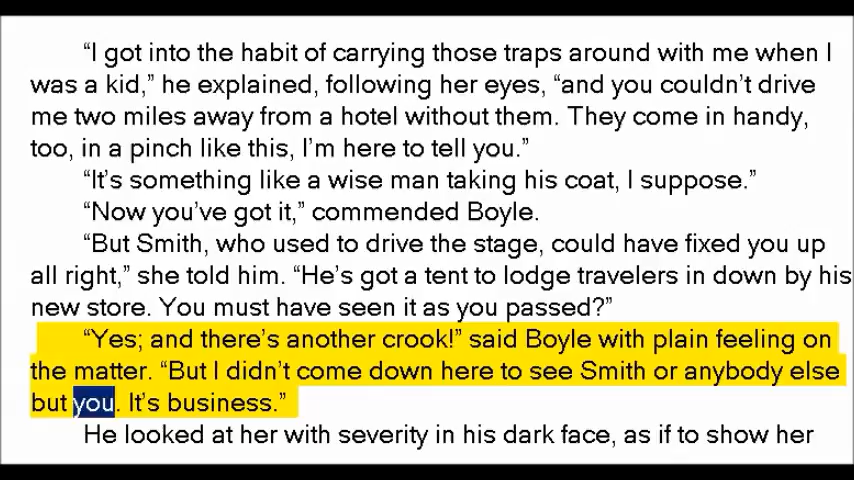 “I got into the habit of carrying those traps around with me when I
was a kid,” he explained, following her eyes, “and you couldn’t drive
me two miles away from a hotel without them. They come in handy,
too, in a pinch like this, I’m here to tell you.”
“It’s something like a wise man taking his coat, I suppose.”
“Now you’ve got it,” commended Boyle.
“But Smith, who used to drive the stage, could have fixed you up
all right,” she told him. “He’s got a tent to lodge travelers in down by his
new store. You must have seen it as you passed?”
“Yes; and there’s another crook!” said Boyle with plain feeling on
the matter. “But I didn’t come down here to see Smith or anybody else
but you. It’s business.”
He looked at her with severity in his dark face, as if to show her